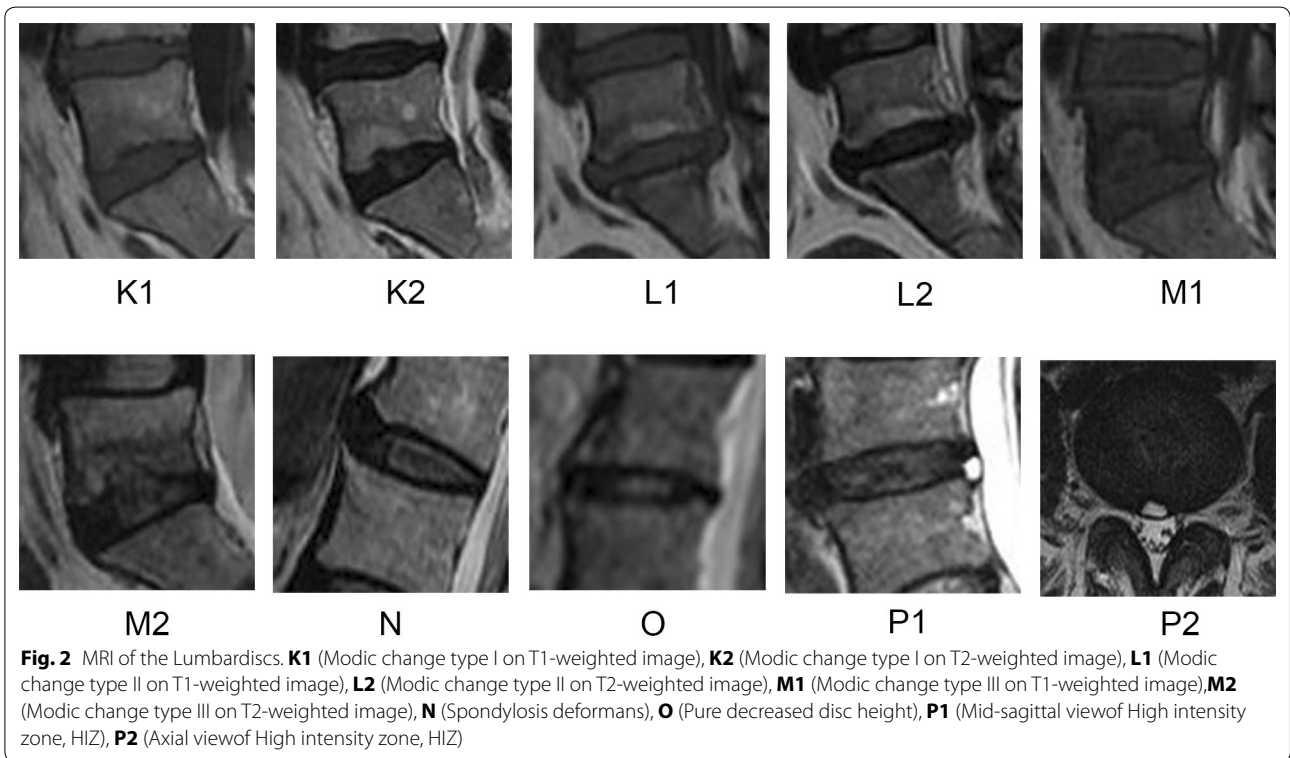 K1 K2 L1 L2 M1
M2 N O P1 P2
Fig. 2 MRI of the Lumbardiscs. K1 (Modic change type I on T1-weighted image), K2 (Modic change type I on T2-weighted image), L1 (Modic
change type II on T1-weighted image), L2 (Modic change type II on T2-weighted image), M1 (Modic change type III on T1-weighted image),M2
(Modic change type III on T2-weighted image), N (Spondylosis deformans), O (Pure decreased disc height), P1 (Mid-sagittal viewof High intensity
zone, HIZ), P2 (Axial viewof High intensity zone, HIZ)